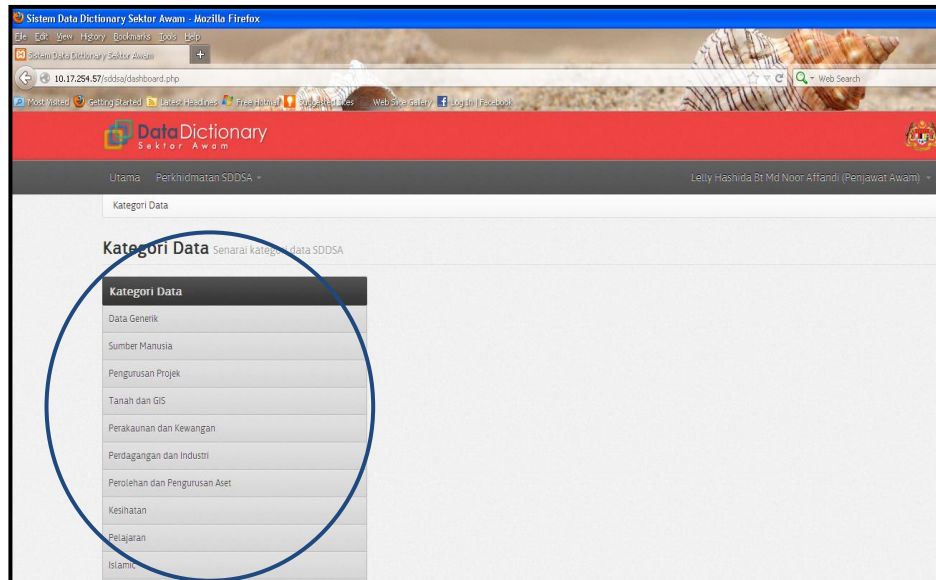 Sistem Data Dictionary Sektor Awam - Mozilla Firefox
File Edit View History Bookmarks Tools Help
Sistem Data Dictionary Sektor Awam +
10.17.254.57/sddsa/dashboard.php Web Search
Most Visited Getting Started Latest Headlines Free Hotmail Suggested Sites Web Slice Gallery Log In | Facebook
DataDictionary
Sektor Awam
Utama Perkhidmatan SDDSA Lelly Hashida Bt Md Noor Affandi (Penjawat Awam)
Kategori Data
Kategori Data Senarai kategori data SDDSA
Kategori Data
Data Generik
Sumber Manusia
Pengurusan Projek
Tanah dan GIS
Perakaunan dan Kewangan
Perdagangan dan Industri
Perolehan dan Pengurusan Aset
Kesihatan
Pelajaran
Islamic